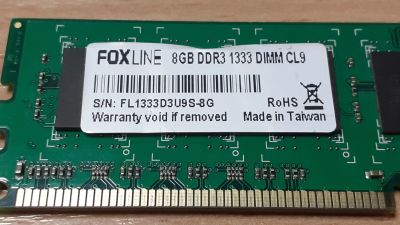 FOXLINE 8GB DDR3 1333 DIMM CL9
S/N: FL1333D3U9S-8G RoHS
Warranty void if removed Made in Taiwan